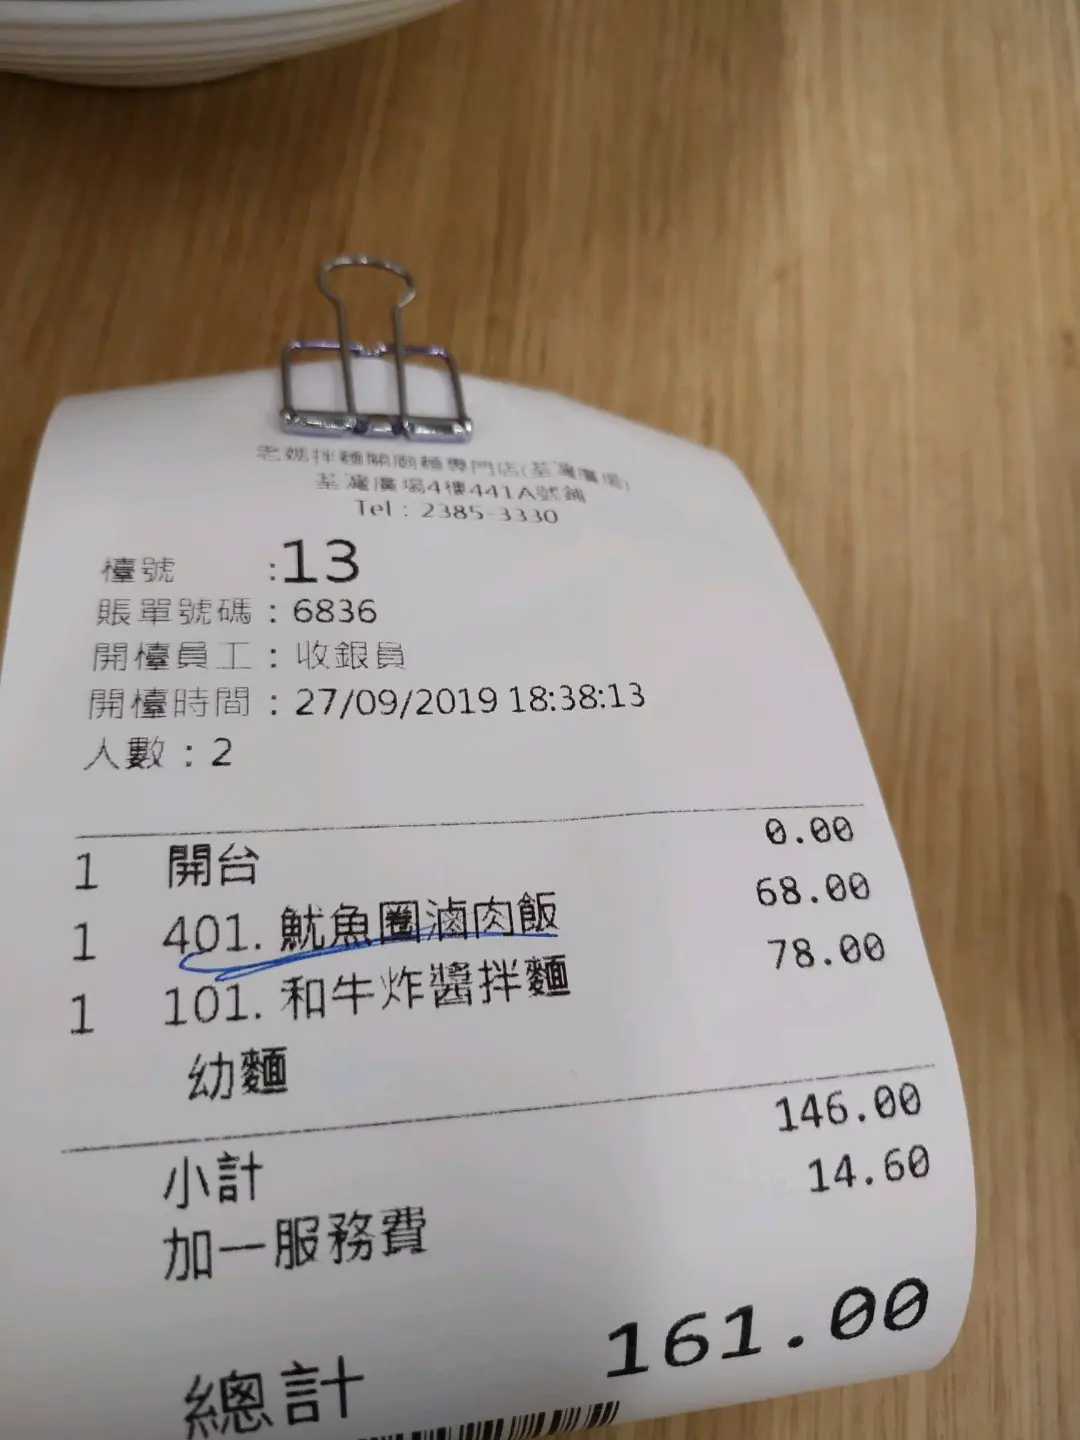 老媽拌麵關廟麵專門店(荃灣廣場)
荃灣廣場4樓441A號鋪
Tel : 2385-3330
檯號 :13
賬單號碼 : 6836
開檯員工 : 收銀員
開檯時間 : 27/09/2019 18:38:13
人數 : 2
1 開台 0.00
1 401. 魷魚圈滷肉飯 68.00
1 101. 和牛炸醬拌麵 78.00
幼麵
小計 146.00
加一服務費 14.60
總計 161.00